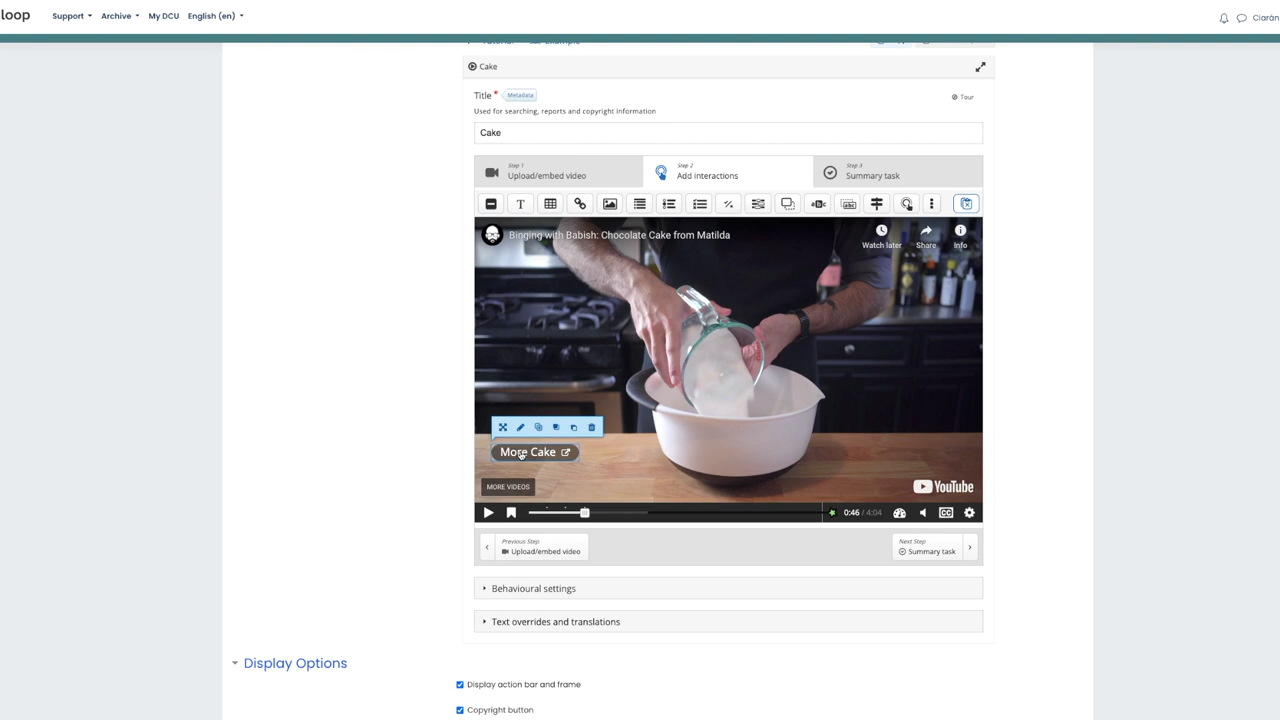 loop Support Archive My DCU English (en) Ciarán
Cake
Title * Metadata
Tour
Used for searching, reports and copyright information
Cake
Step 1
Upload/embed video
Step 2
Add interactions
Step 3
Summary task
T
abc
abc
Binging with Babish: Chocolate Cake from Matilda
Watch later
Share
Info
More Cake
MORE VIDEOS
YouTube
0:46 / 4:04
CC
Previous Step
Upload/embed video
Next Step
Summary task
Behavioural settings
Text overrides and translations
Display Options
Display action bar and frame
Copyright button